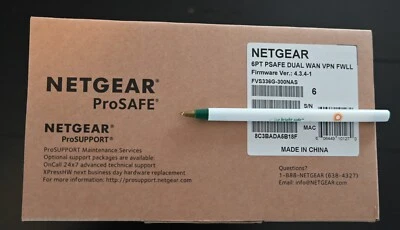 NETGEAR®
ProSAFE®
NETGEAR®
ProSUPPORT®
ProSUPPORT Maintenance Services
Optional support packages are available.
OnCall 24x7 advanced technical support.
XPressHW next business day hardware replacement.
For more information: http://prosupport.netgear.com
NETGEAR
6PT PSAFE DUAL WAN VPN FWLL
Firmware Ver.: 4.3.4-1
FVS336G-300NAS
6
S/N
MAC
8C3BADA5B18F
MADE IN CHINA
Questions?
1-888-NETGEAR (638-4327)
Email: info@NETGEAR.com